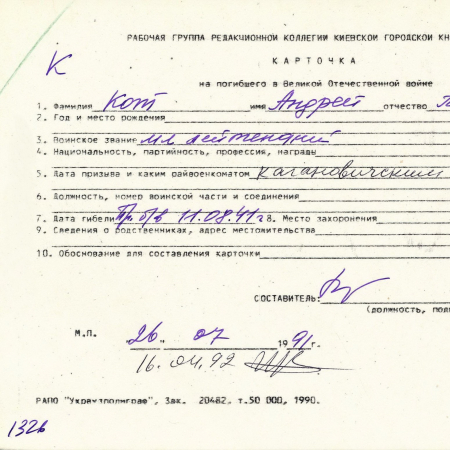 РАБОЧАЯ ГРУППА РЕДАКЦИОННОЙ КОЛЛЕГИИ КИЕВСКОЙ ГОРОДСКОЙ КН
К
КАРТОЧКА
на погибшего в Великой Отечественной войне
1. Фамилия Кот имя Андрей отчество
2. Год и место рождения
3. Воинское звание мл лейтенант
4. Национальность, партийность, профессия, награды
5. Дата призыва и каким райвоенкоматом Кагановичским
6. Должность, номер воинской части и соединения
7. Дата гибели Пр. б/в 11.08.41 г 8. Место захоронения
9. Сведения о родственниках, адрес местожительства
10. Обоснование для составления карточки
СОСТАВИТЕЛЬ:
(должность, под
М.П. "26" 07 1991 г.
16.04.92
РАПО "Укрвузполиграф", Зак. 20482. т.50 000, 1990.
1326